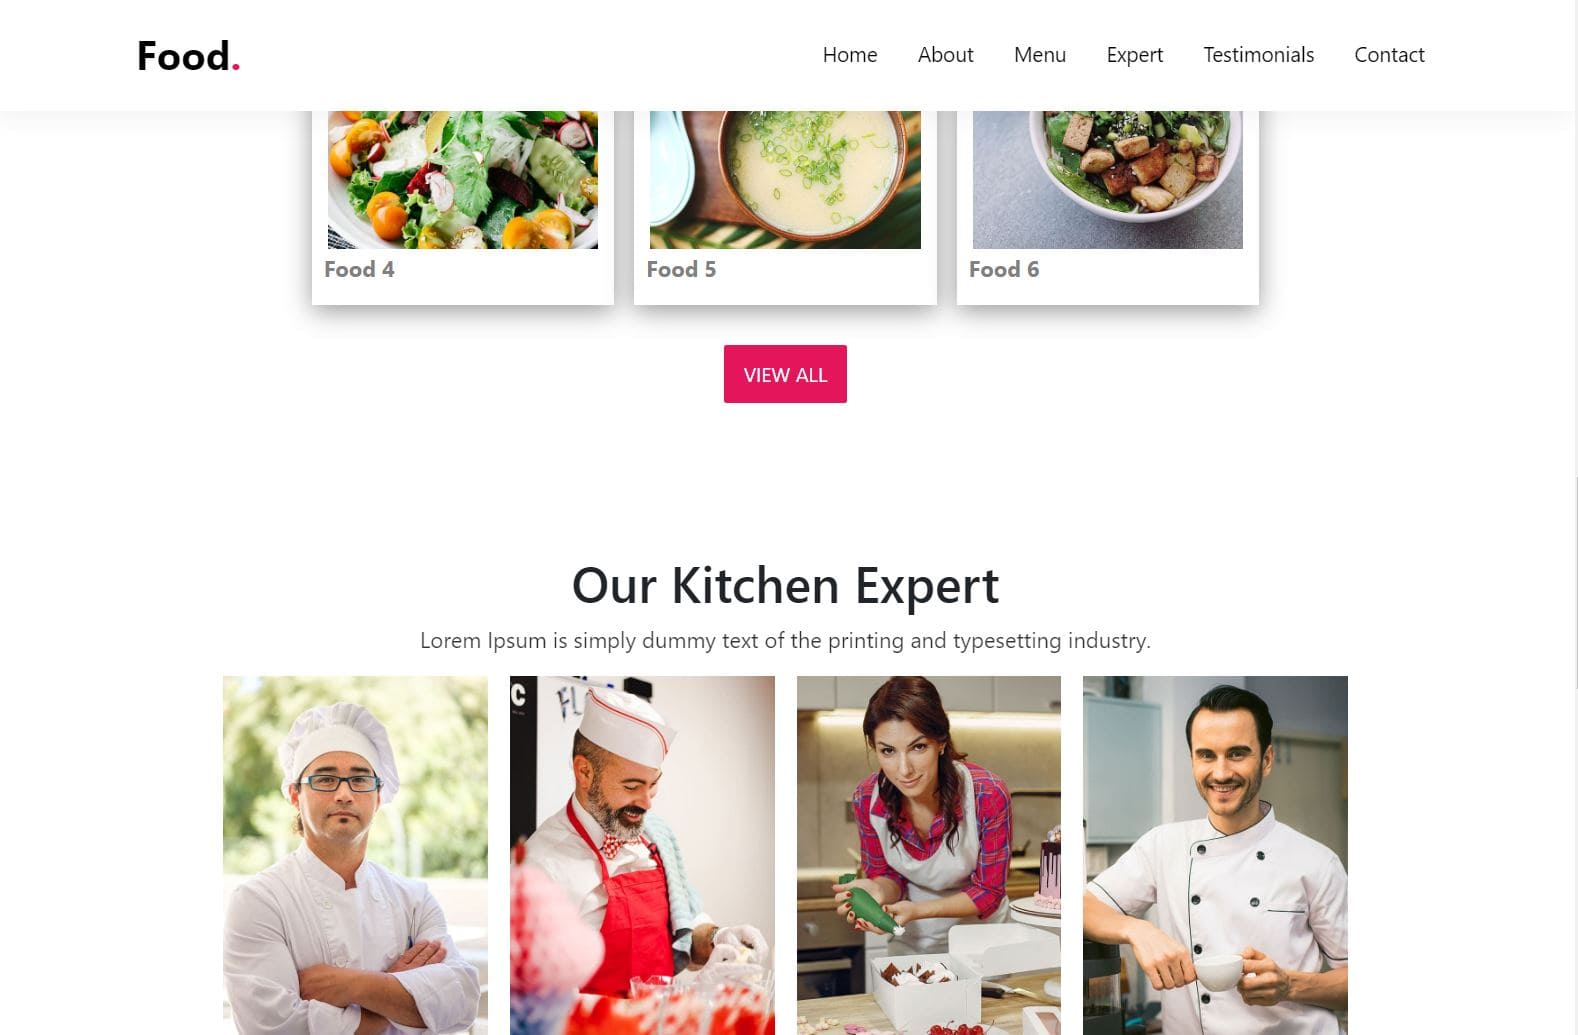 Food.
Home About Menu Expert Testimonials Contact
Food 4
Food 5
Food 6
VIEW ALL
Our Kitchen Expert
Lorem Ipsum is simply dummy text of the printing and typesetting industry.
C
FL